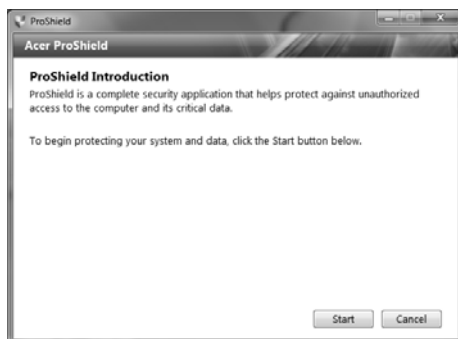 ProShield
Acer ProShield
ProShield Introduction
ProShield is a complete security application that helps protect against unauthorized
access to the computer and its critical data.
To begin protecting your system and data, click the Start button below.
Start Cancel